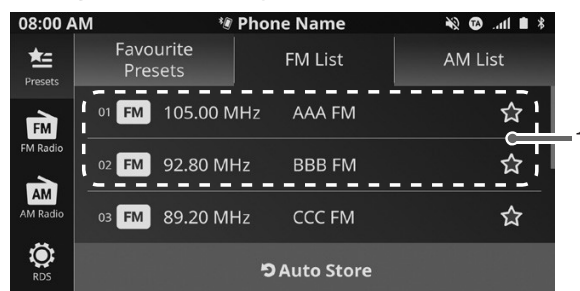 08:00 AM Phone Name TA
Presets
Favourite Presets
FM List
AM List
01 FM 105.00 MHz AAA FM
FM
FM Radio
02 FM 92.80 MHz BBB FM
AM
AM Radio
03 FM 89.20 MHz CCC FM
RDS
Auto Store